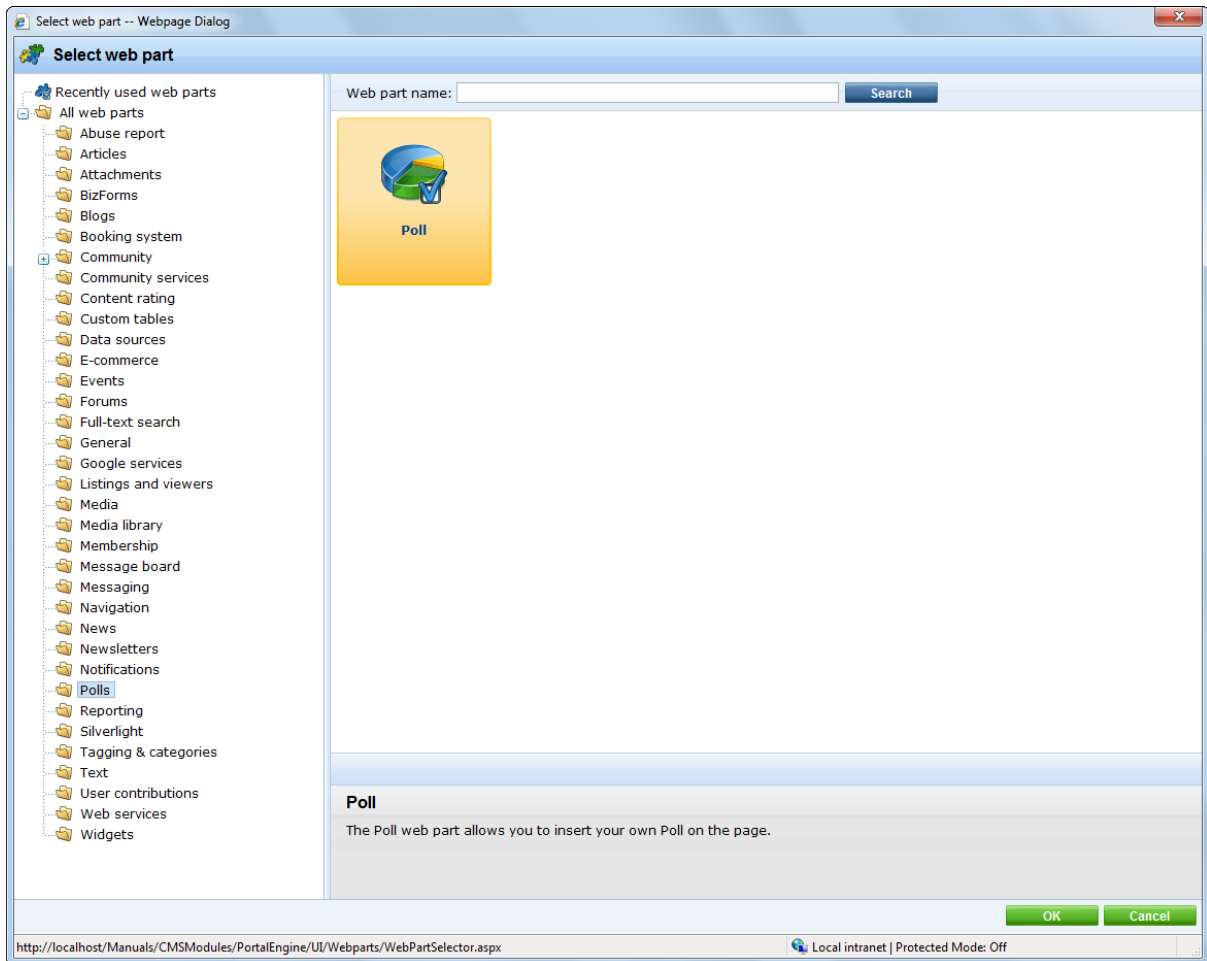 Select web part -- Webpage Dialog
Select web part
Recently used web parts
All web parts
Abuse report
Articles
Attachments
BizForms
Blogs
Booking system
Community
Community services
Content rating
Custom tables
Data sources
E-commerce
Events
Forums
Full-text search
General
Google services
Listings and viewers
Media
Media library
Membership
Message board
Messaging
Navigation
News
Newsletters
Notifications
Polls
Reporting
Silverlight
Tagging & categories
Text
User contributions
Web services
Widgets
Web part name:
Search
Poll
Poll
The Poll web part allows you to insert your own Poll on the page.
OK Cancel
http://localhost/Manuals/CMSModules/PortalEngine/UI/Webparts/WebPartSelector.aspx
Local intranet | Protected Mode: Off